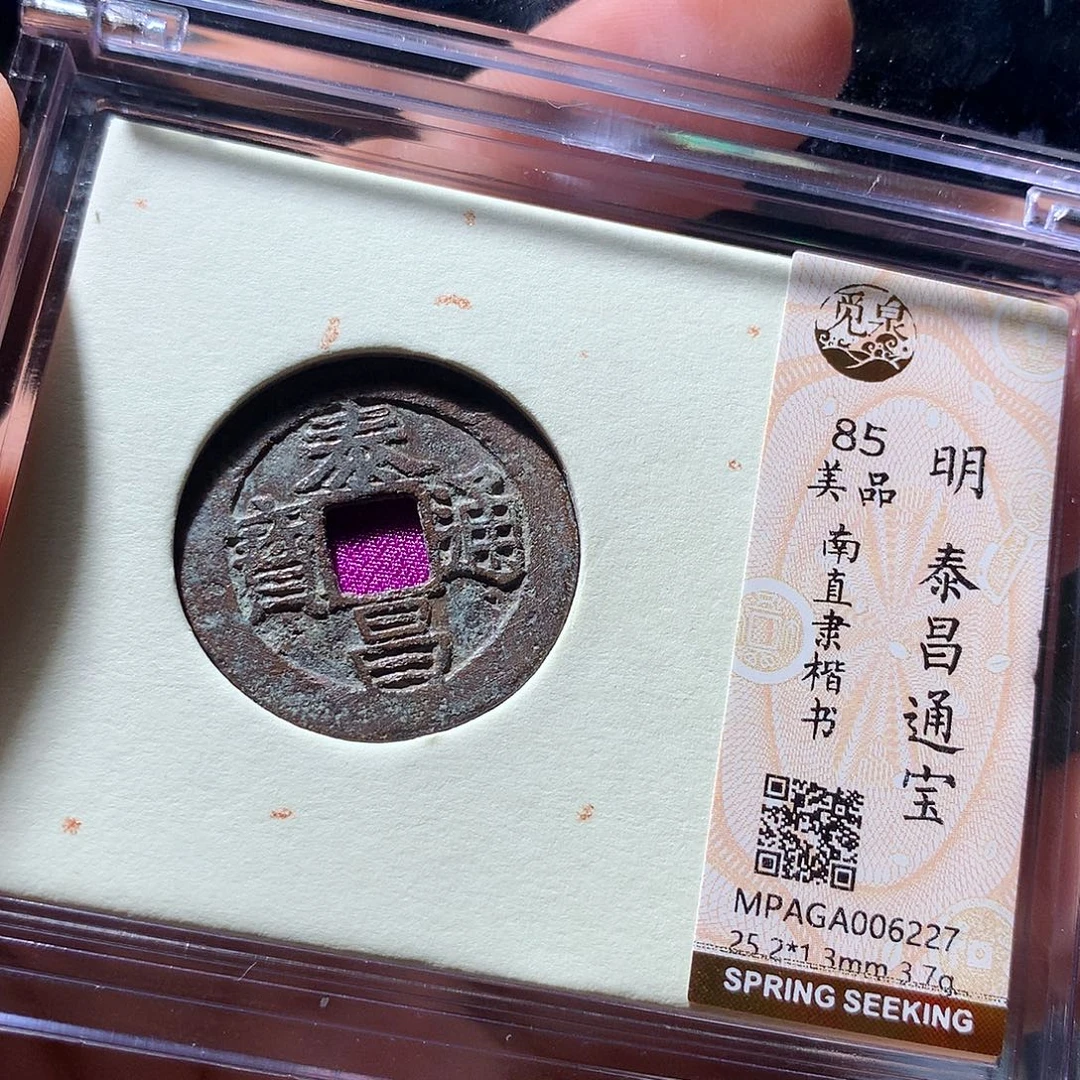 泰昌通寳
觅泉
明 泰昌通宝
85
美品
南直隶楷书
MPAGA006227
25.2*1.3mm 3.7g
SPRING SEEKING